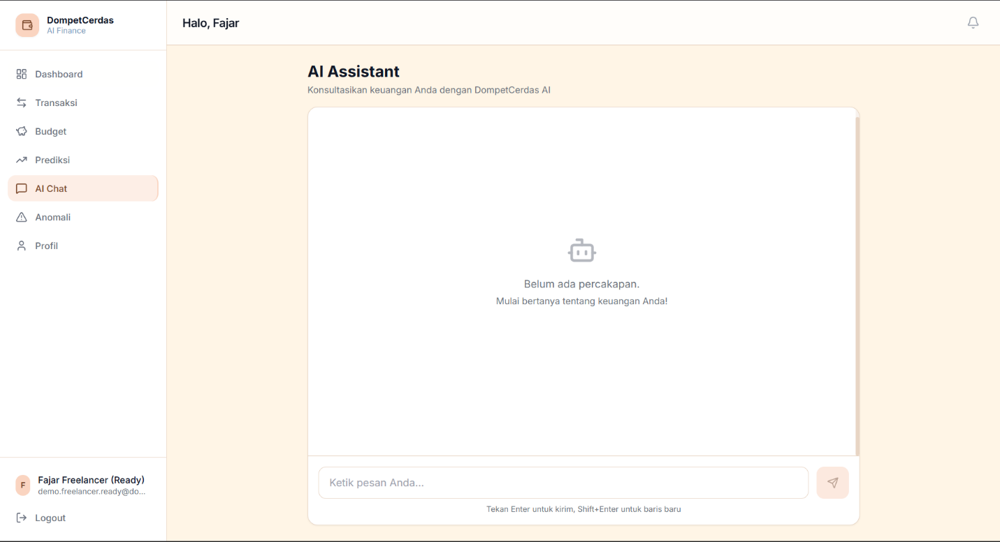 DompetCerdas
AI Finance
Dashboard
Transaksi
Budget
Prediksi
AI Chat
Anomali
Profil
F
Fajar Freelancer (Ready)
demo.freelancer.ready@do...
Logout
Halo, Fajar
AI Assistant
Konsultasikan keuangan Anda dengan DompetCerdas AI
Belum ada percakapan.
Mulai bertanya tentang keuangan Anda!
Ketik pesan Anda...
Tekan Enter untuk kirim, Shift+Enter untuk baris baru